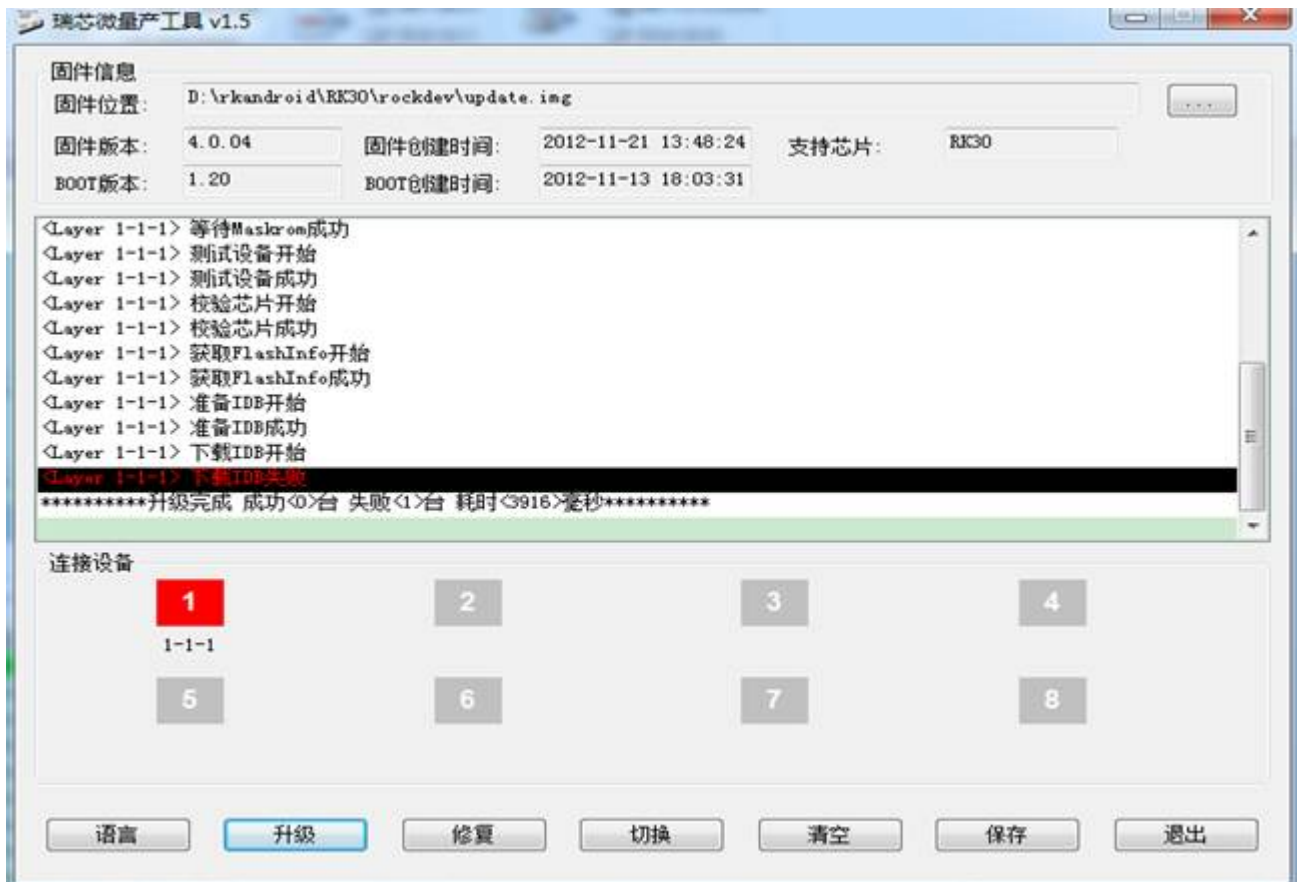 瑞芯微量产工具 v1.5
固件信息
固件位置: D:\rkandroid\RK30\rockdev\update.img ...
固件版本: 4.0.04 固件创建时间: 2012-11-21 13:48:24 支持芯片: RK30
BOOT版本: 1.20 BOOT创建时间: 2012-11-13 18:03:31
<Layer 1-1-1> 等待Maskrom成功
<Layer 1-1-1> 测试设备开始
<Layer 1-1-1> 测试设备成功
<Layer 1-1-1> 校验芯片开始
<Layer 1-1-1> 校验芯片成功
<Layer 1-1-1> 获取FlashInfo开始
<Layer 1-1-1> 获取FlashInfo成功
<Layer 1-1-1> 准备IDB开始
<Layer 1-1-1> 准备IDB成功
<Layer 1-1-1> 下载IDB开始
<Layer 1-1-1> 下载IDB失败
**********升级完成 成功<0>台 失败<1>台 耗时<3916>毫秒**********
连接设备
1 2 3 4
1-1-1
5 6 7 8
语言 升级 修复 切换 清空 保存 退出